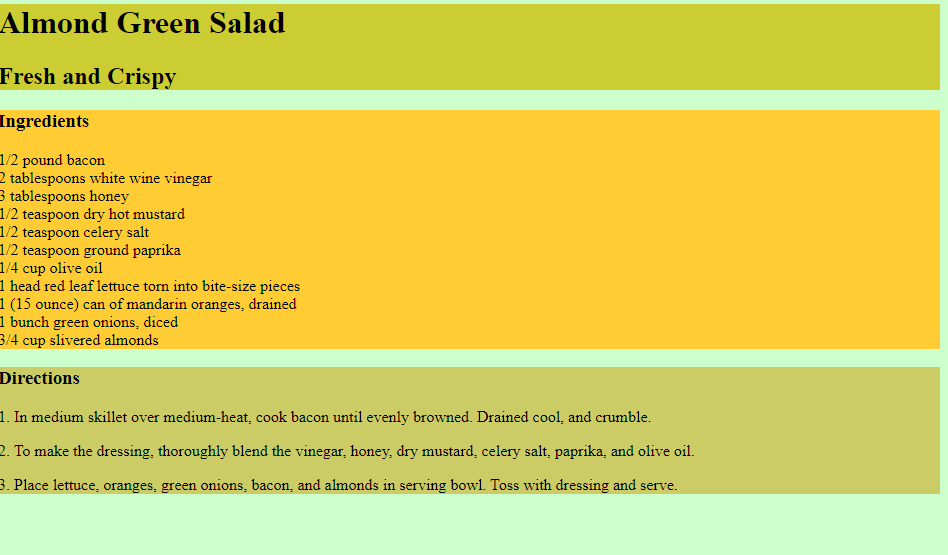 Almond Green Salad
Fresh and Crispy
Ingredients
1/2 pound bacon
2 tablespoons white wine vinegar
3 tablespoons honey
1/2 teaspoon dry hot mustard
1/2 teaspoon celery salt
1/2 teaspoon ground paprika
1/4 cup olive oil
1 head red leaf lettuce torn into bite-size pieces
1 (15 ounce) can of mandarin oranges, drained
1 bunch green onions, diced
3/4 cup slivered almonds
Directions
1. In medium skillet over medium-heat, cook bacon until evenly browned. Drained cool, and crumble.
2. To make the dressing, thoroughly blend the vinegar, honey, dry mustard, celery salt, paprika, and olive oil.
3. Place lettuce, oranges, green onions, bacon, and almonds in serving bowl. Toss with dressing and serve.